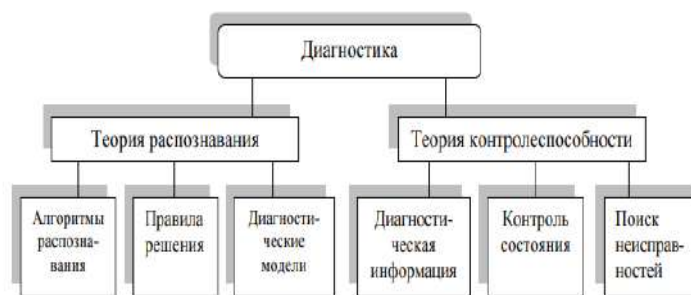 Диагностика
Теория распознавания
Теория контролеспособности
Алгоритмы
распозна-
вания
Правила
решения
Диагности-
ческие
модели
Диагности-
ческая
информация
Контроль
состояния
Поиск
неисправ-
ностей